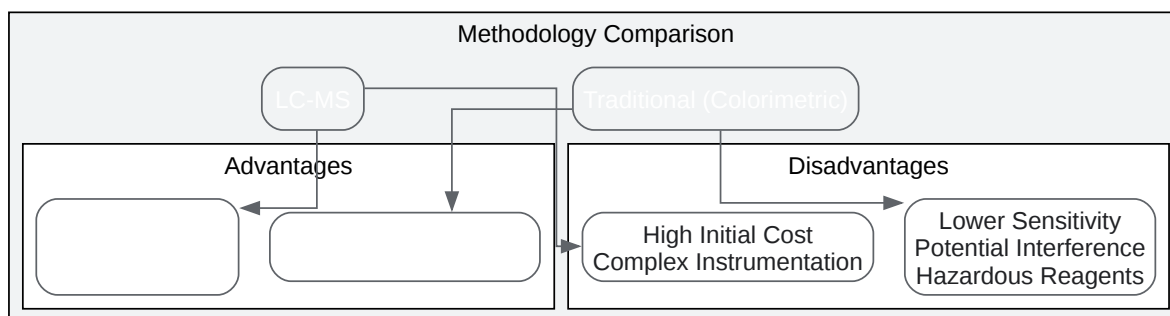 Methodology Comparison
LC-MS
Traditional (Colorimetric)
Advantages
Disadvantages
High Initial Cost
Complex Instrumentation
Lower Sensitivity
Potential Interference
Hazardous Reagents